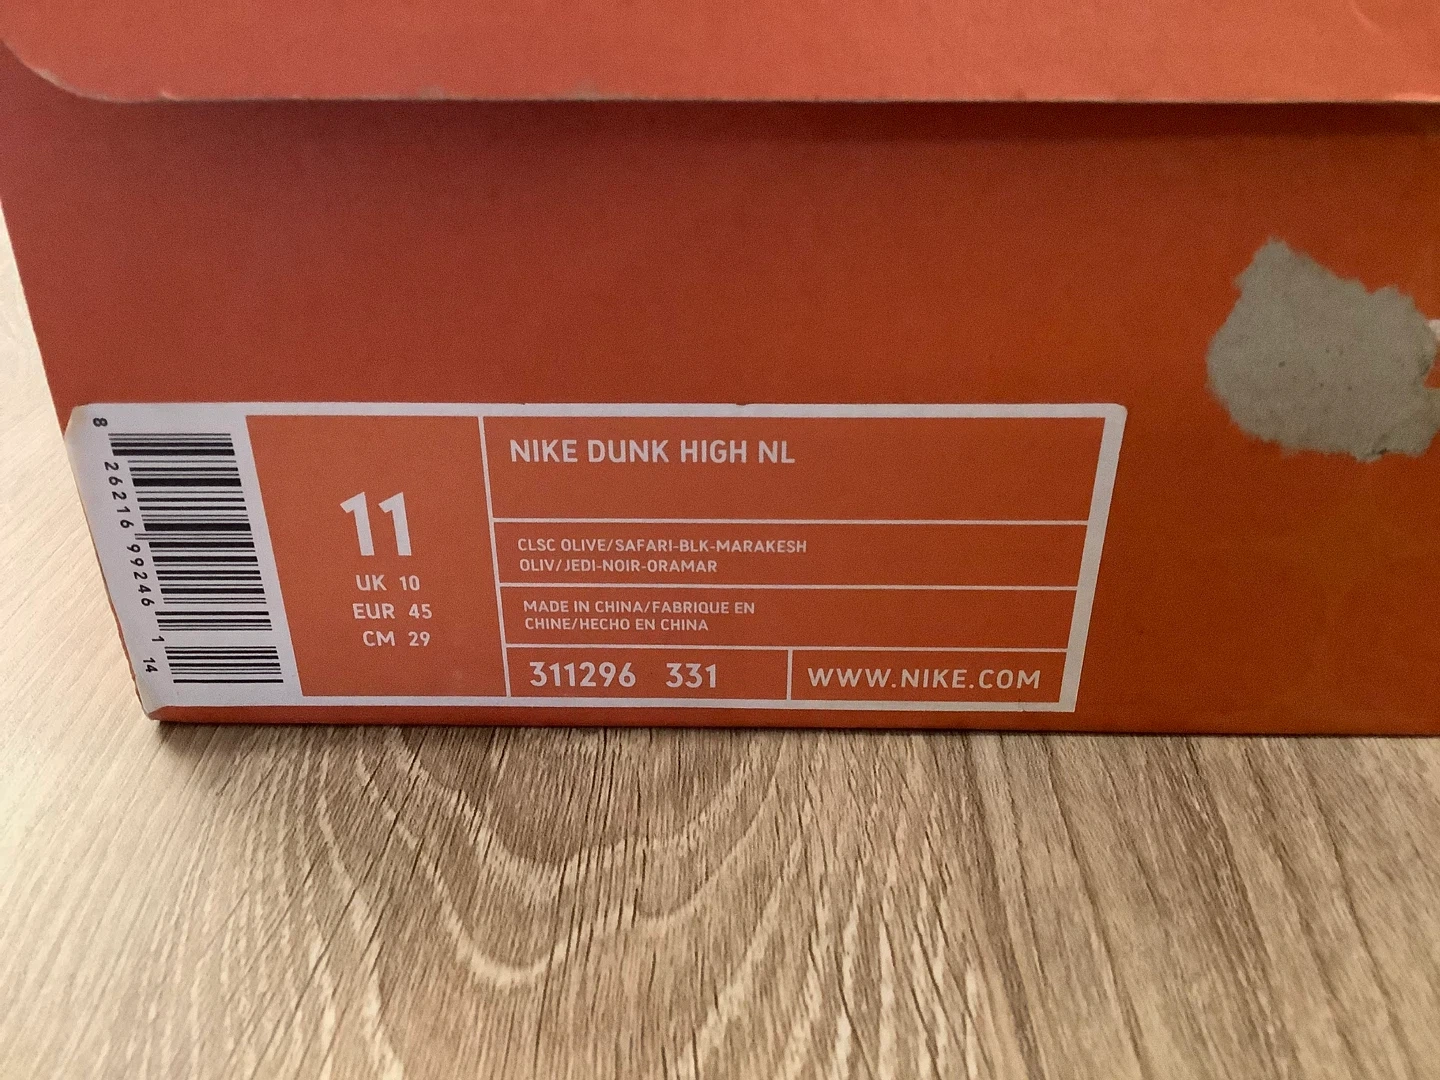 8 26216 99246 1 14
11
UK 10
EUR 45
CM 29
NIKE DUNK HIGH NL
CLSC OLIVE/SAFARI-BLK-MARAKESH
OLIV/JEDI-NOIR-ORAMAR
MADE IN CHINA/FABRIQUE EN
CHINE/HECHO EN CHINA
311296 331
WWW.NIKE.COM